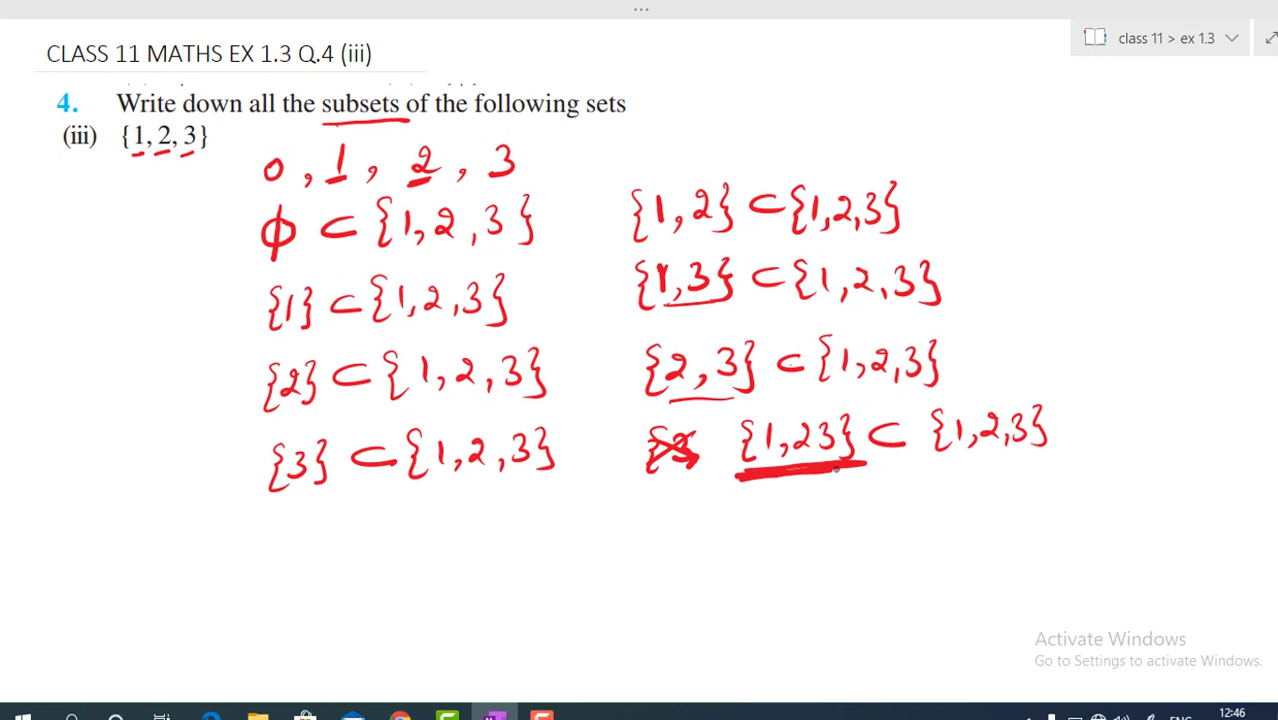 ...
class 11 > ex 1.3
CLASS 11 MATHS EX 1.3 Q.4 (iii)
4. Write down all the subsets of the following sets
(iii) {1, 2, 3}
0, 1, 2, 3
ϕ ⊂ {1, 2, 3}
{1} ⊂ {1, 2, 3}
{2} ⊂ {1, 2, 3}
{3} ⊂ {1, 2, 3}
{1, 2} ⊂ {1, 2, 3}
{1, 3} ⊂ {1, 2, 3}
{2, 3} ⊂ {1, 2, 3}
{1, 23} ⊂ {1, 2, 3}
Activate Windows
Go to Settings to activate Windows.
12:46